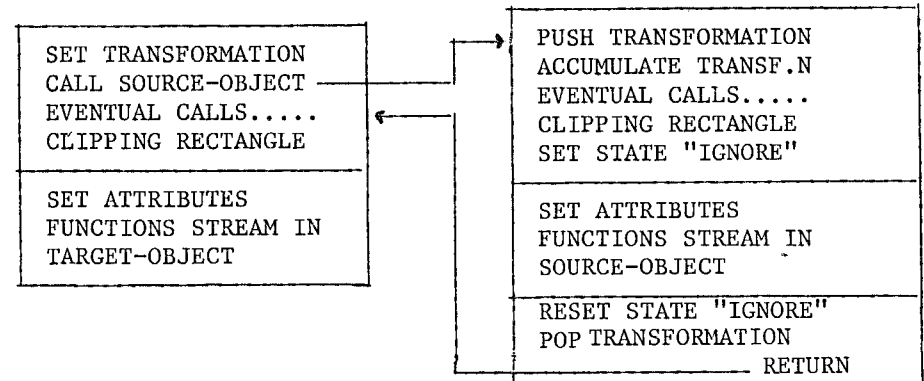 SET TRANSFORMATION
CALL SOURCE-OBJECT
EVENTUAL CALLS.....
CLIPPING RECTANGLE
SET ATTRIBUTES
FUNCTIONS STREAM IN
TARGET-OBJECT
PUSH TRANSFORMATION
ACCUMULATE TRANSF.N
EVENTUAL CALLS.....
CLIPPING RECTANGLE
SET STATE "IGNORE"
SET ATTRIBUTES
FUNCTIONS STREAM IN
SOURCE-OBJECT
RESET STATE "IGNORE"
POP TRANSFORMATION
RETURN